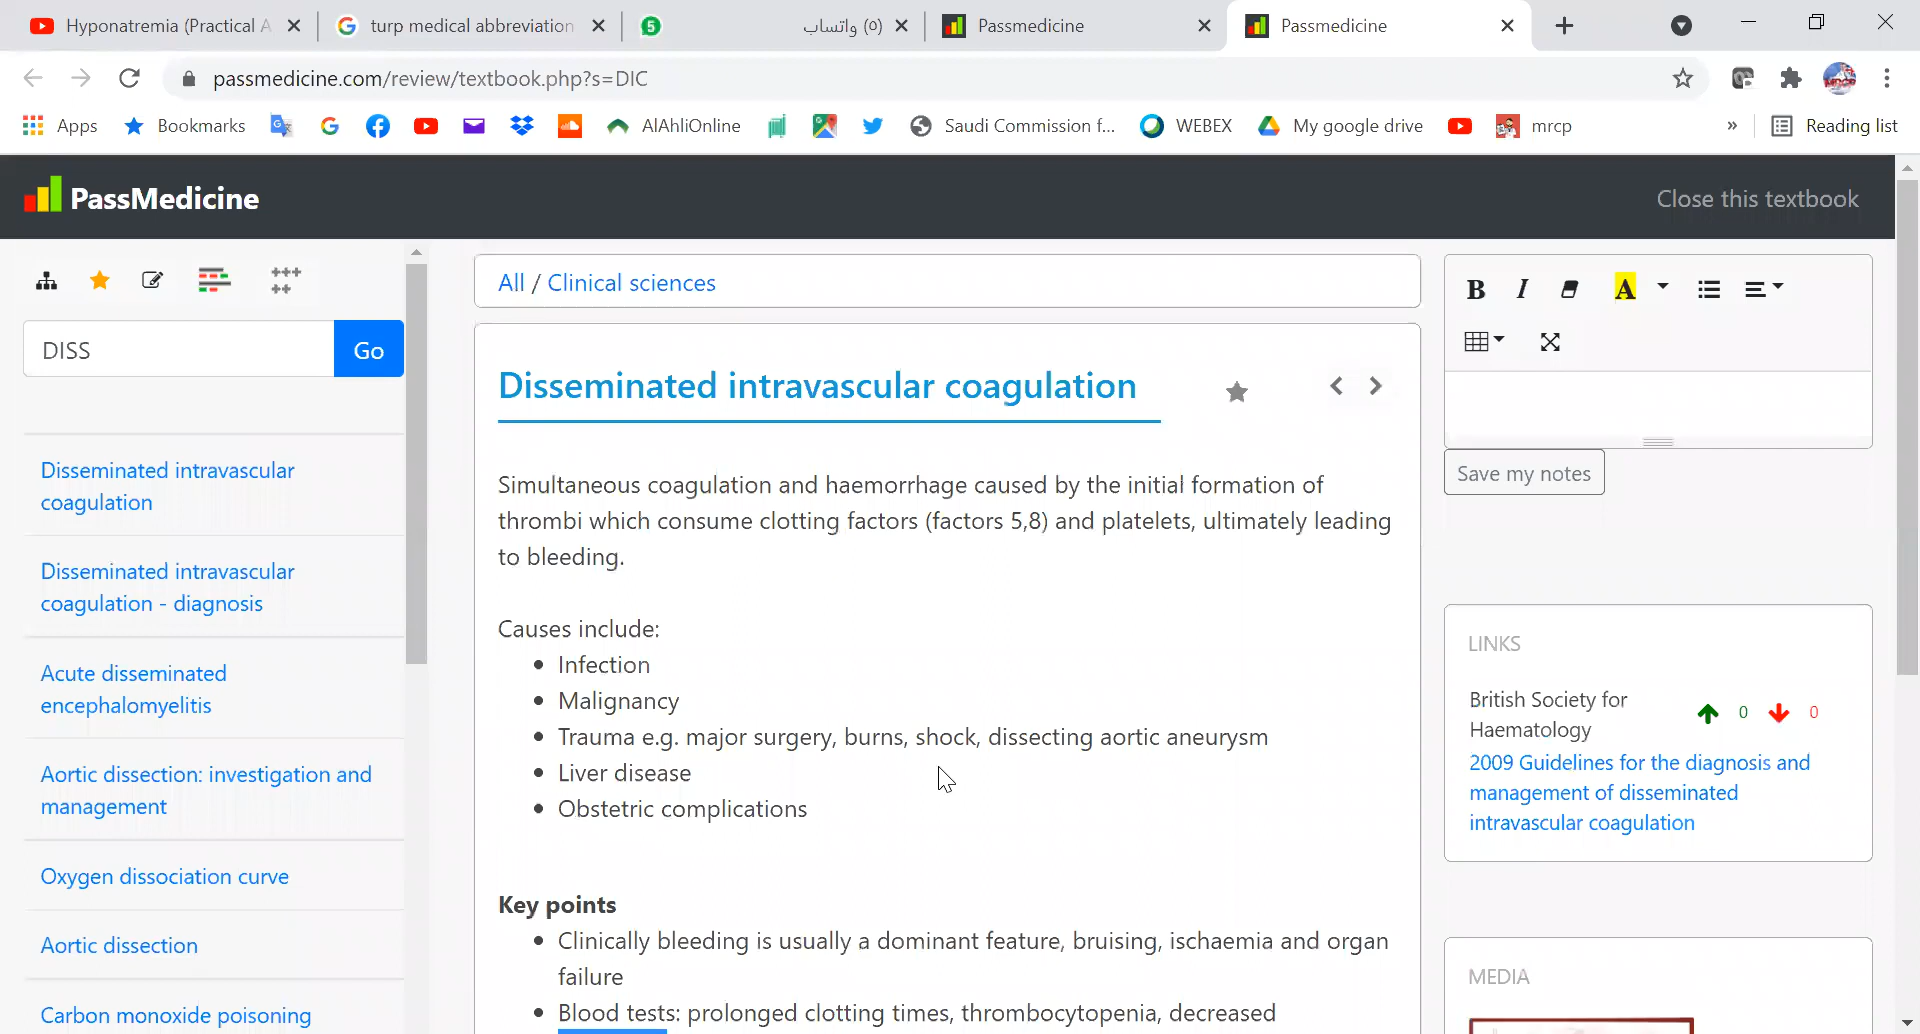 Hyponatremia (Practical A
turp medical abbreviation
5
(٥) واتساب
Passmedicine
Passmedicine
passmedicine.com/review/textbook.php?s=DIC
Apps
Bookmarks
AlAhliOnline
Saudi Commission f...
WEBEX
My google drive
mrcp
»
Reading list
PassMedicine
Close this textbook
DISS
Go
Disseminated intravascular
coagulation
Disseminated intravascular
coagulation - diagnosis
Acute disseminated
encephalomyelitis
Aortic dissection: investigation and
management
Oxygen dissociation curve
Aortic dissection
Carbon monoxide poisoning
All / Clinical sciences
Disseminated intravascular coagulation
Simultaneous coagulation and haemorrhage caused by the initial formation of
thrombi which consume clotting factors (factors 5,8) and platelets, ultimately leading
to bleeding.
Causes include:
• Infection
• Malignancy
• Trauma e.g. major surgery, burns, shock, dissecting aortic aneurysm
• Liver disease
• Obstetric complications
Key points
• Clinically bleeding is usually a dominant feature, bruising, ischaemia and organ
failure
• Blood tests: prolonged clotting times, thrombocytopenia, decreased
B I A
Save my notes
LINKS
British Society for
Haematology
0 0
2009 Guidelines for the diagnosis and
management of disseminated
intravascular coagulation
MEDIA